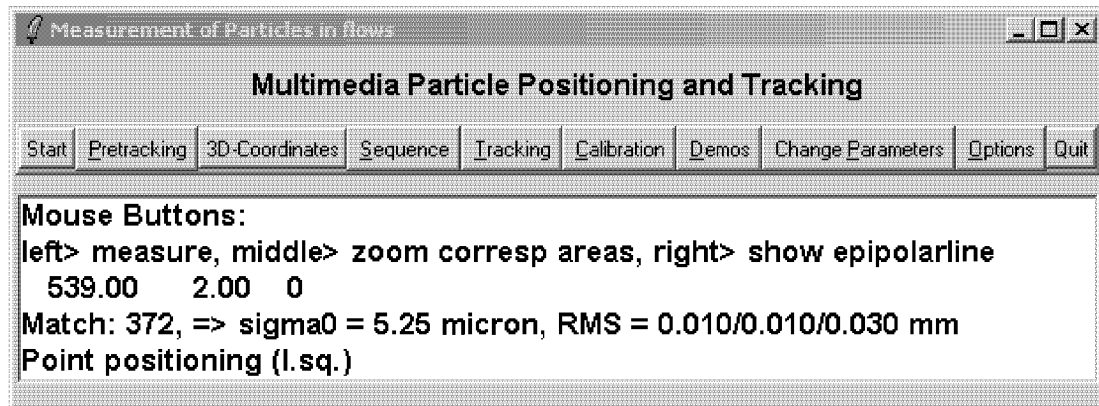 Measurement of Particles in flows
Multimedia Particle Positioning and Tracking
Start Pretracking 3D-Coordinates Sequence Tracking Calibration Demos Change Parameters Options Quit
Mouse Buttons:
left> measure, middle> zoom corresp areas, right> show epipolarline
539.00 2.00 0
Match: 372, => sigma0 = 5.25 micron, RMS = 0.010/0.010/0.030 mm
Point positioning (l.sq.)